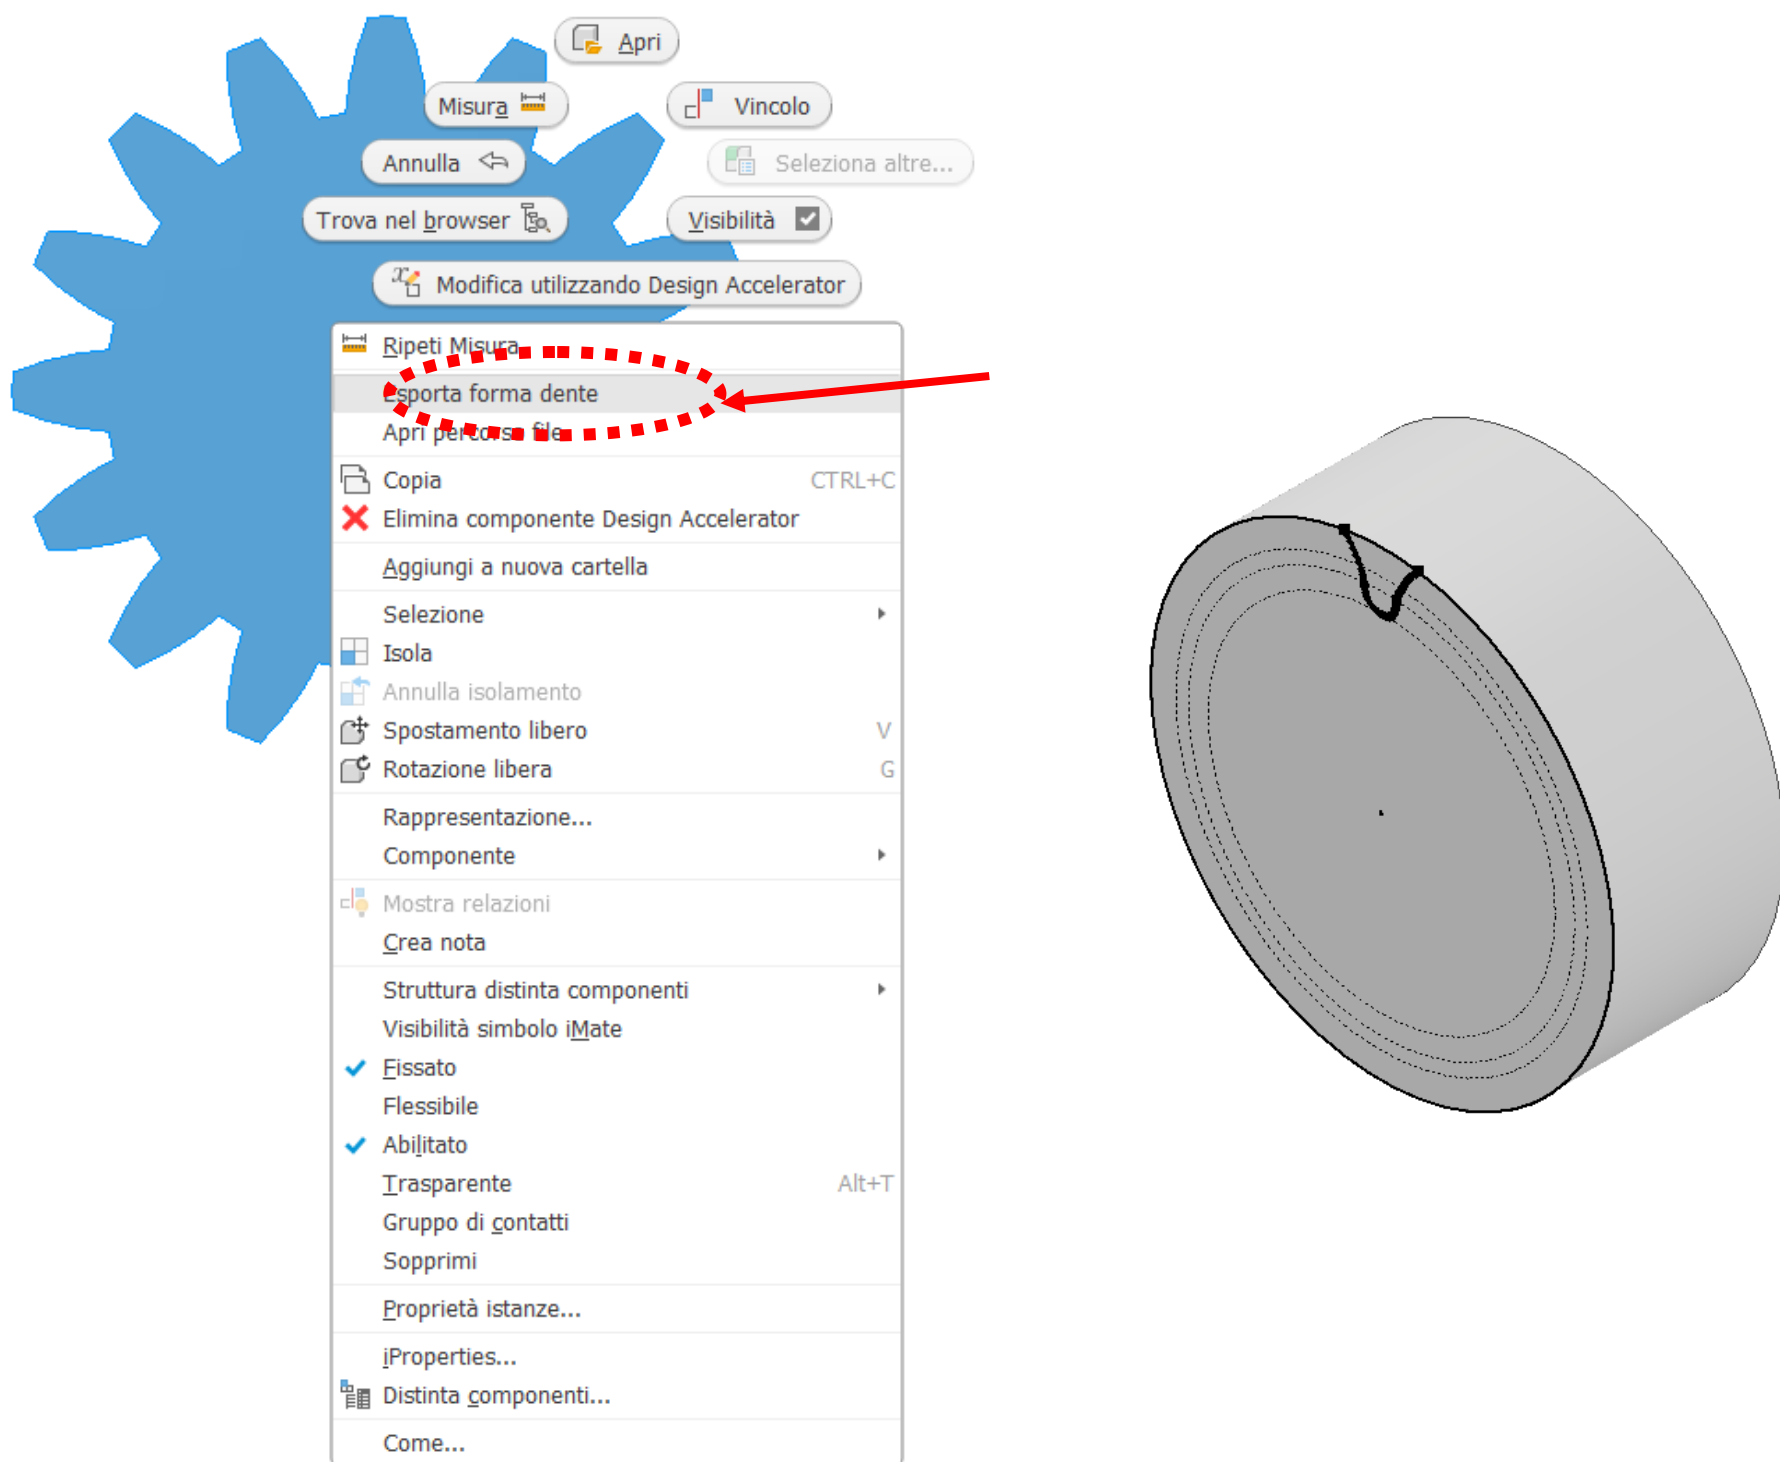 Apri
Misura
Vincolo
Annulla
Seleziona altre...
Trova nel browser
Visibilità
Modifica utilizzando Design Accelerator
Ripeti Misura
Esporta forma dente
Apri percorso file
Copia CTRL+C
Elimina componente Design Accelerator
Aggiungi a nuova cartella
Selezione
Isola
Annulla isolamento
Spostamento libero V
Rotazione libera G
Rappresentazione...
Componente
Mostra relazioni
Crea nota
Struttura distinta componenti
Visibilità simbolo iMate
Fissato
Flessibile
Abilitato
Trasparente Alt+T
Gruppo di contatti
Sopprimi
Proprietà istanze...
iProperties...
Distinta componenti...
Come...